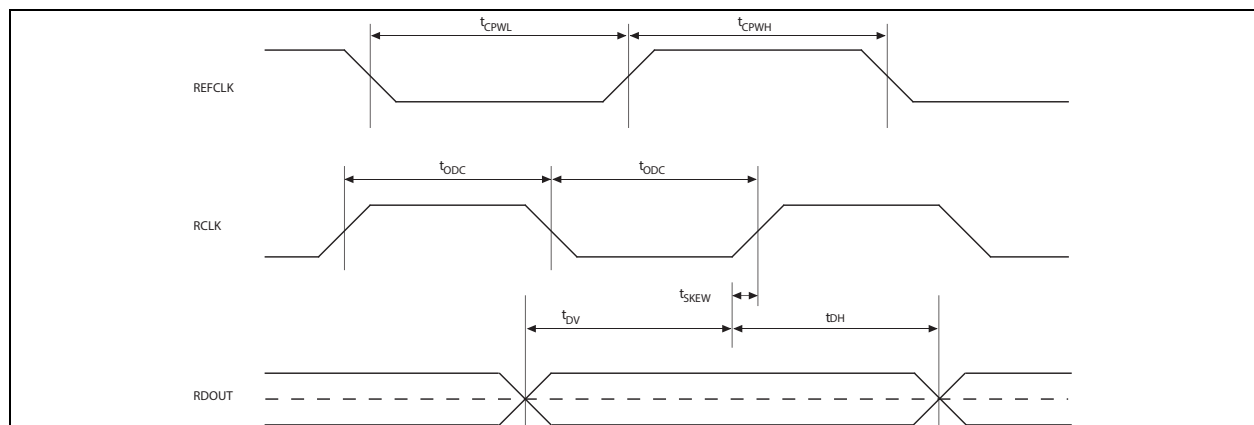 tCPWL tCPWH
REFCLK
tODC tODC
RCLK
tSKEW
tDV tDH
RDOUT